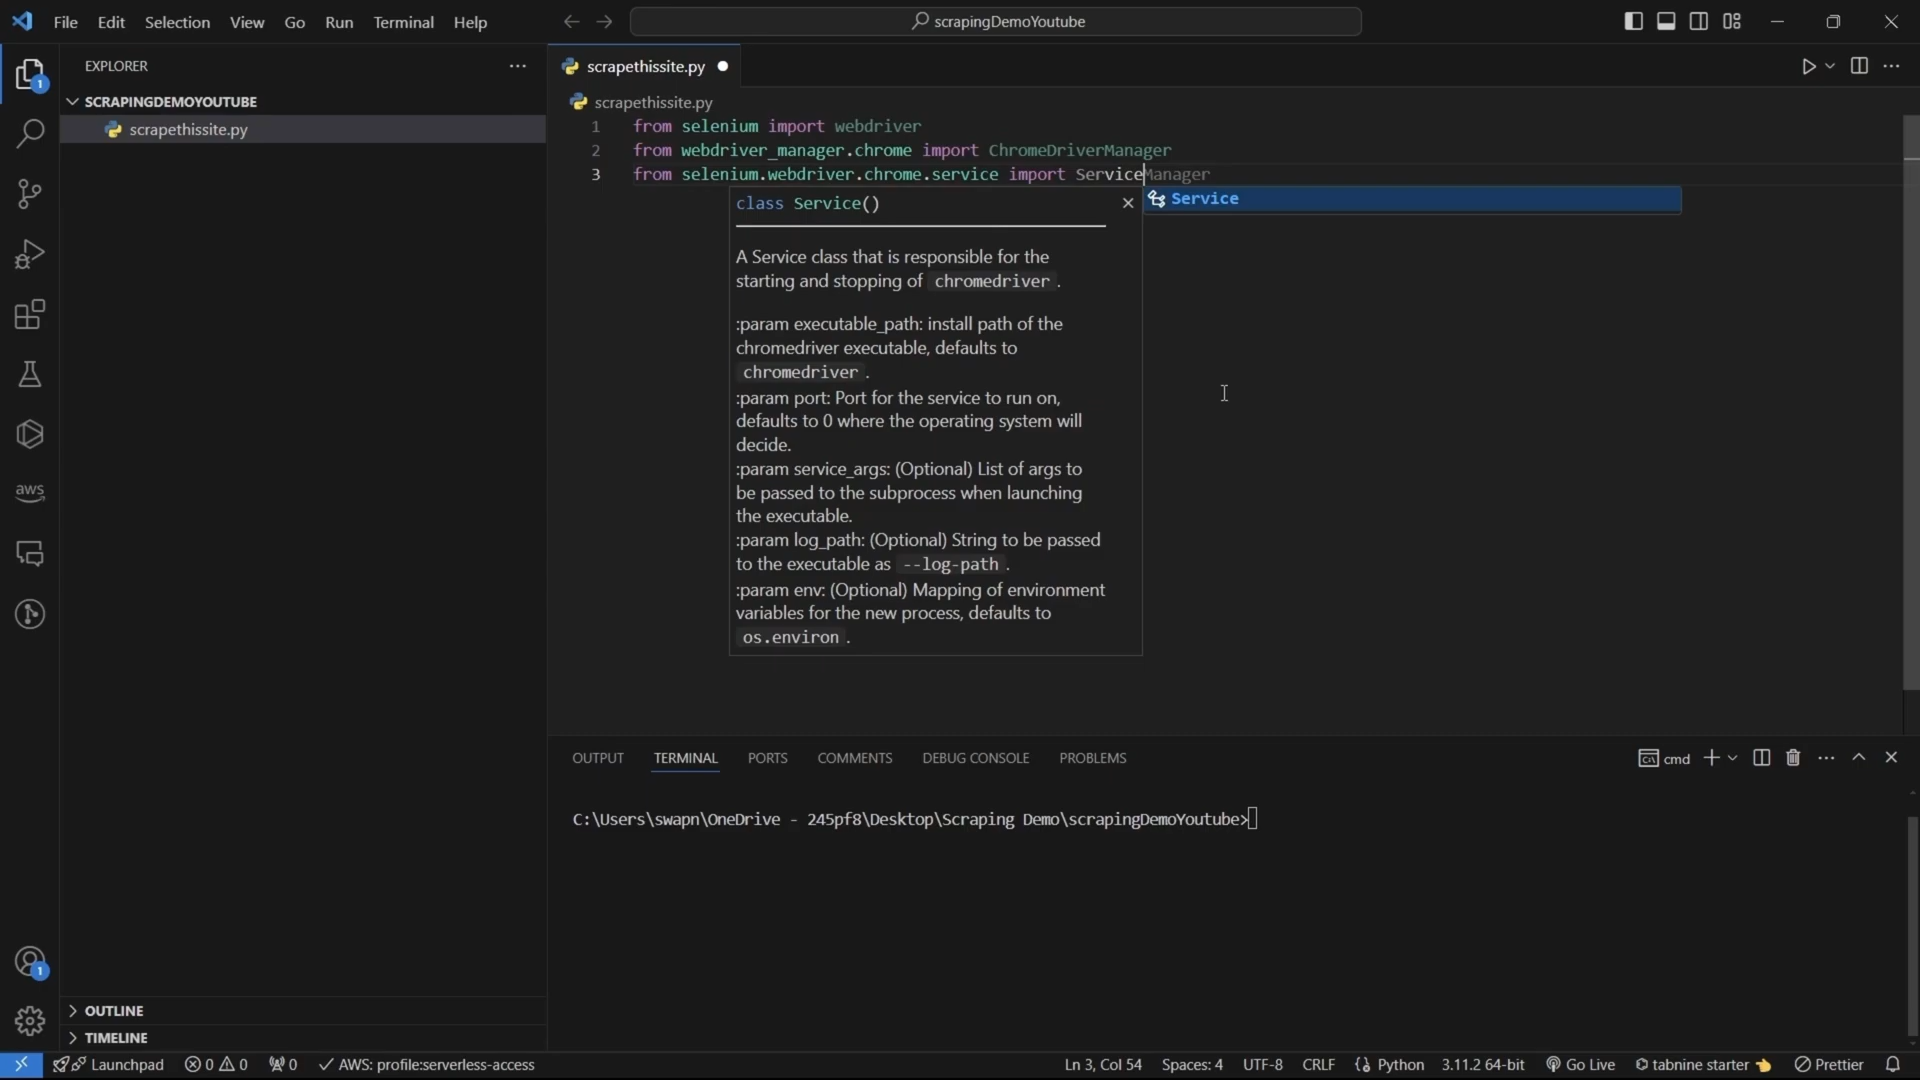 File Edit Selection View Go Run Terminal Help
scrapingDemoYoutube
EXPLORER
SCRAPINGDEMOYOUTUBE
scrapethissite.py
scrapethissite.py
scrapethissite.py
1 from selenium import webdriver
2 from webdriver_manager.chrome import ChromeDriverManager
3 from selenium.webdriver.chrome.service import ServiceManager
class Service()
Service
A Service class that is responsible for the
starting and stopping of chromedriver .
:param executable_path: install path of the
chromedriver executable, defaults to
chromedriver .
:param port: Port for the service to run on,
defaults to 0 where the operating system will
decide.
:param service_args: (Optional) List of args to
be passed to the subprocess when launching
the executable.
:param log_path: (Optional) String to be passed
to the executable as --log-path .
:param env: (Optional) Mapping of environment
variables for the new process, defaults to
os.environ .
1
aws
1
OUTPUT TERMINAL PORTS COMMENTS DEBUG CONSOLE PROBLEMS
cmd
C:\Users\swapn\OneDrive - 245pf8\Desktop\Scraping Demo\scrapingDemoYoutube>
OUTLINE
TIMELINE
Launchpad 0 0 0 AWS: profile:serverless-access Ln 3, Col 54 Spaces: 4 UTF-8 CRLF Python 3.11.2 64-bit Go Live tabnine starter 👈 Prettier